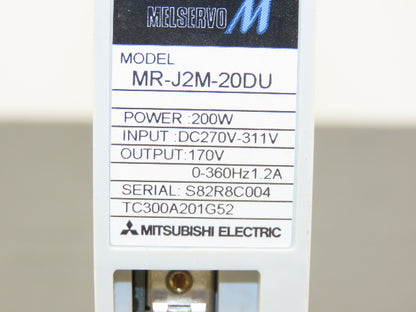 MELSERVO M
MODEL
MR-J2M-20DU
POWER :200W
INPUT :DC270V-311V
OUTPUT:170V
0-360Hz1.2A
SERIAL: S82R8C004
TC300A201G52
MITSUBISHI ELECTRIC